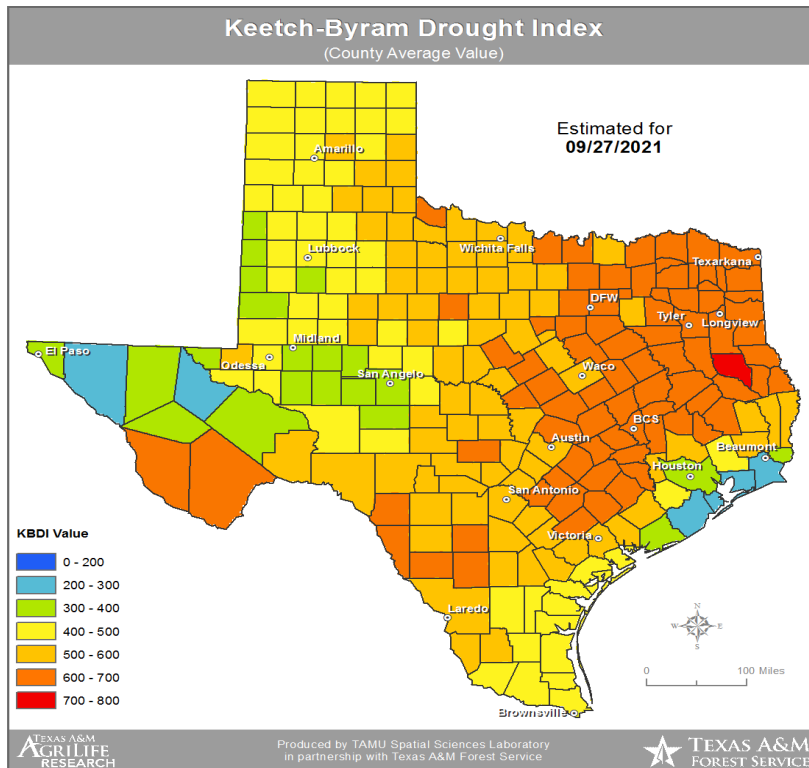 Keetch-Byram Drought Index
(County Average Value)
Estimated for
09/27/2021
Amarillo
Lubbock
Wichita Falls
Texarkana
DFW
Tyler
Longview
El Paso
Midland
Odessa
San Angelo
Waco
BCS
Austin
Beaumont
Houston
San Antonio
Victoria
Laredo
Brownsville
KBDI Value
0 - 200
200 - 300
300 - 400
400 - 500
500 - 600
600 - 700
700 - 800
N
W E
S
0 100 Miles
TEXAS A&M
AGRILIFE
RESEARCH
Produced by TAMU Spatial Sciences Laboratory
in partnership with Texas A&M Forest Service
TEXAS A&M
FOREST SERVICE